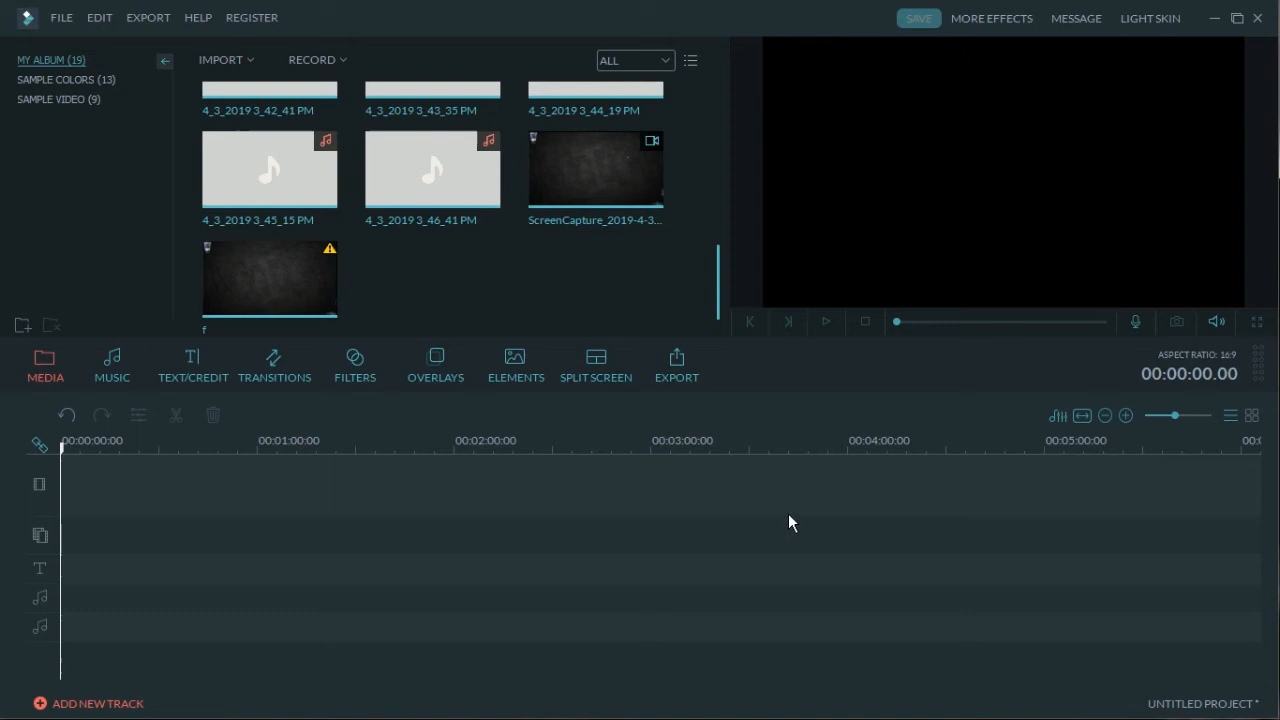 FILE EDIT EXPORT HELP REGISTER SAVE MORE EFFECTS MESSAGE LIGHT SKIN
MY ALBUM (19)
SAMPLE COLORS (13)
SAMPLE VIDEO (9)
IMPORT RECORD ALL
4_3_2019 3_42_41 PM 4_3_2019 3_43_35 PM 4_3_2019 3_44_19 PM
4_3_2019 3_45_15 PM 4_3_2019 3_46_41 PM ScreenCapture_2019-4-3...
f
MEDIA MUSIC TEXT/CREDIT TRANSITIONS FILTERS OVERLAYS ELEMENTS SPLIT SCREEN EXPORT
ASPECT RATIO: 16:9
00:00:00.00
00:00:00:00 00:01:00:00 00:02:00:00 00:03:00:00 00:04:00:00 00:05:00:00 00:0
T
ADD NEW TRACK UNTITLED PROJECT *